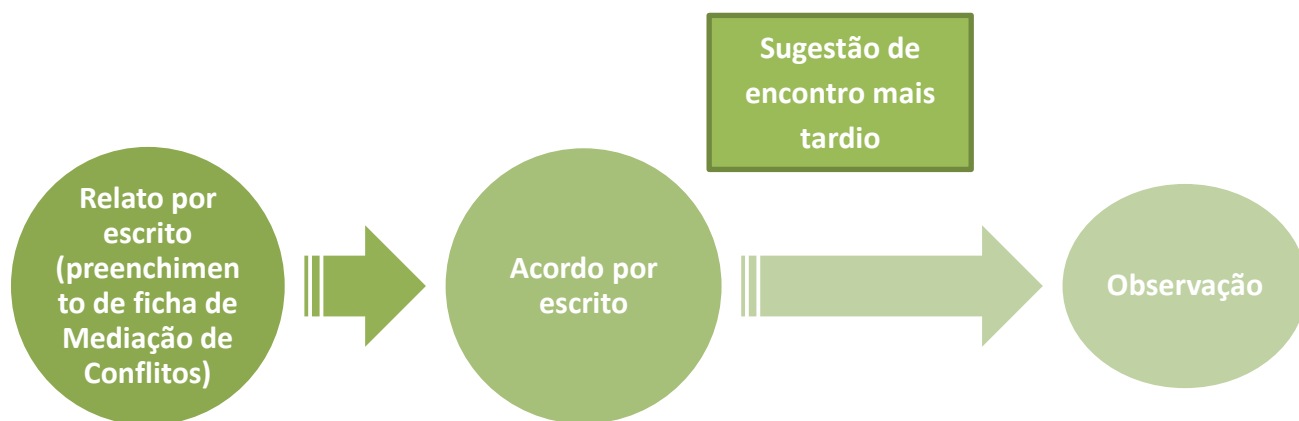 Sugestão de
encontro mais
tardio
Relato por
escrito
(preenchimen
to de ficha de
Mediação de
Conflitos)
Acordo por
escrito
Observação